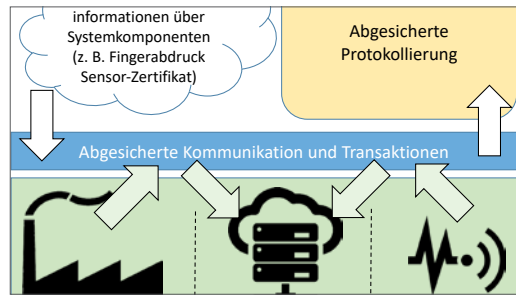 informationen über
Systemkomponenten
(z. B. Fingerabdruck
Sensor-Zertifikat)
Abgesicherte
Protokollierung
Abgesicherte Kommunikation und Transaktionen